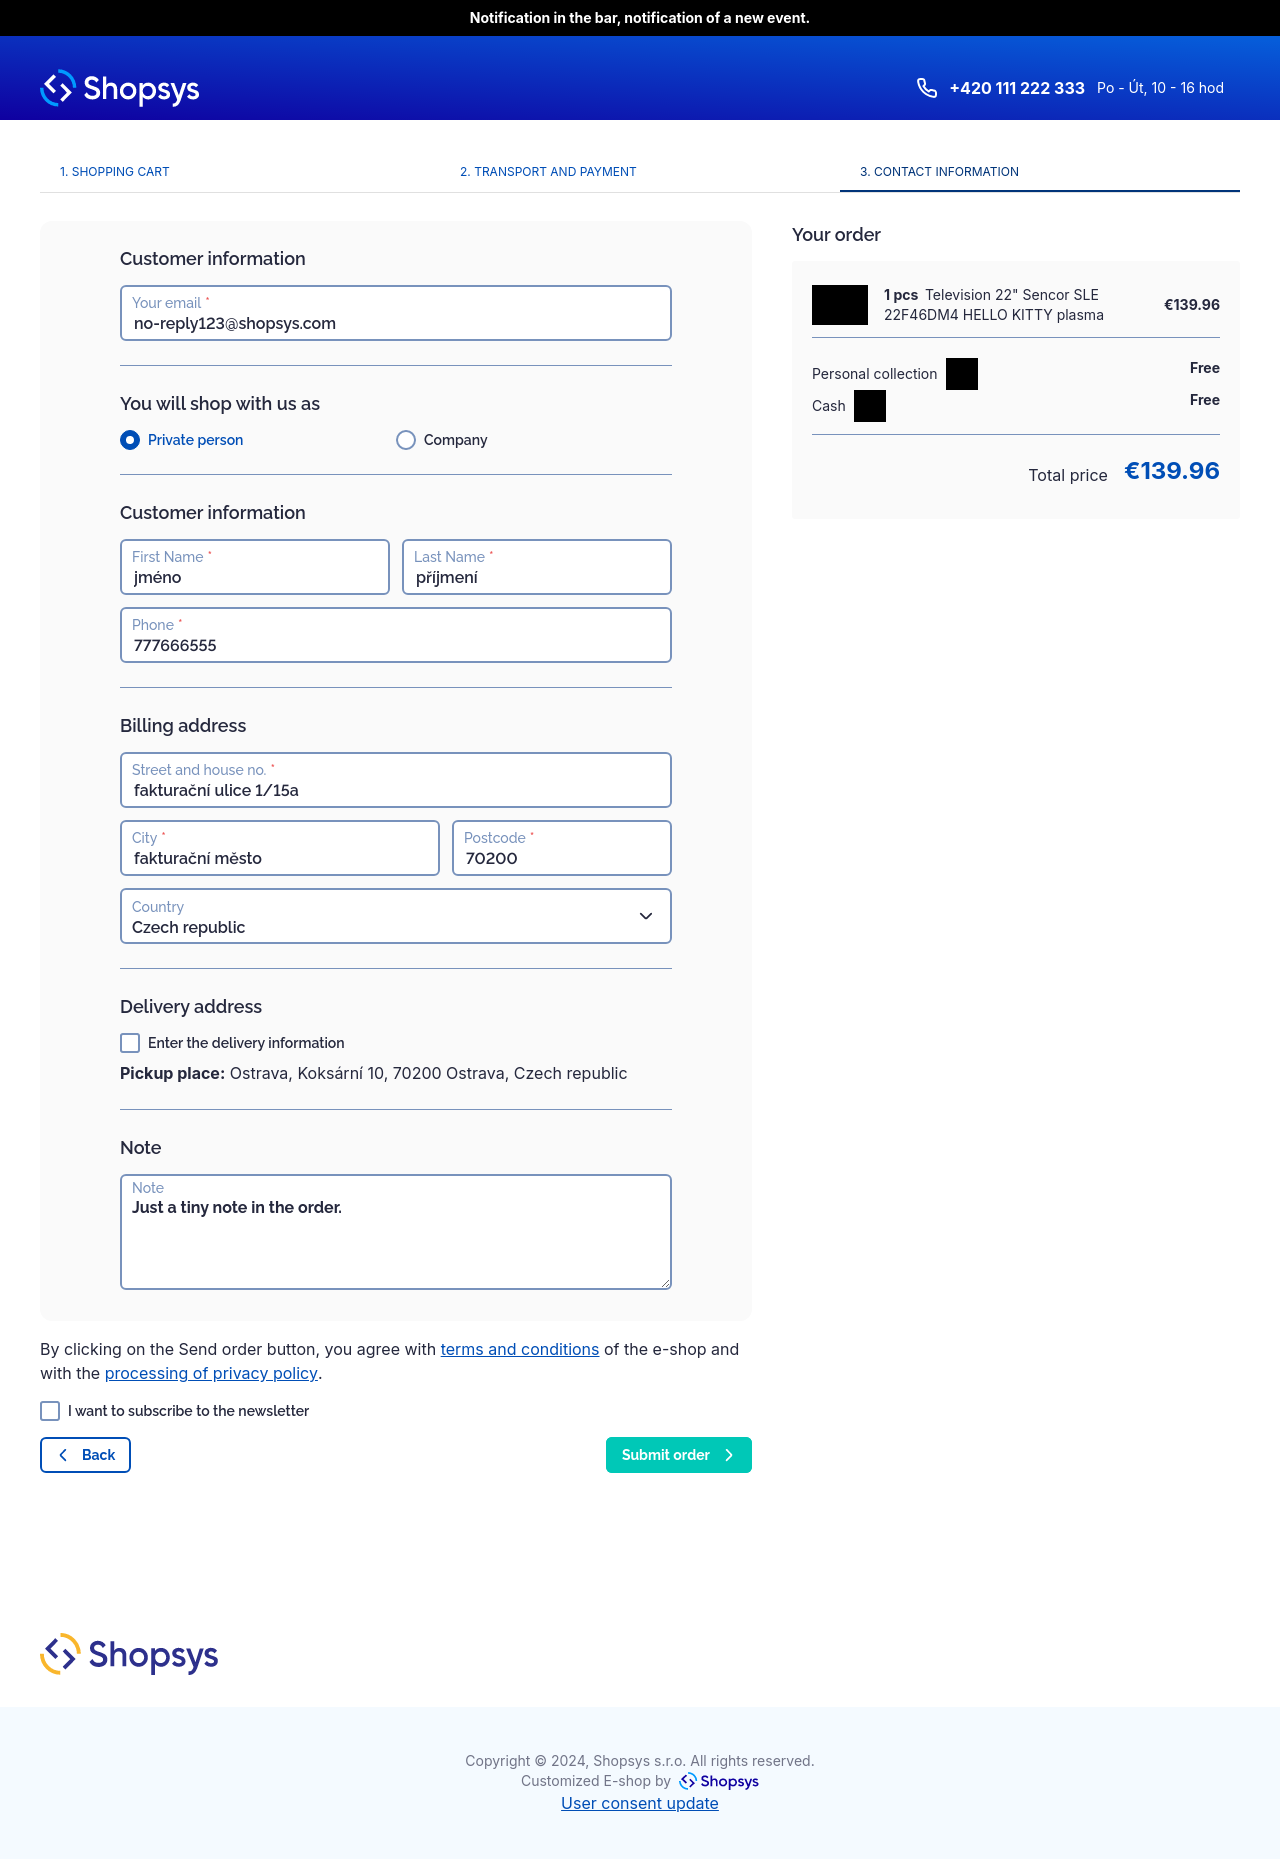 Notification in the bar, notification of a new event.
Shopsys
+420 111 222 333 Po - Út, 10 - 16 hod
1. SHOPPING CART
2. TRANSPORT AND PAYMENT
3. CONTACT INFORMATION
Customer information
Your email *
no-reply123@shopsys.com
You will shop with us as
Private person
Company
Customer information
First Name *
jméno
Last Name *
příjmení
Phone *
777666555
Billing address
Street and house no. *
fakturační ulice 1/15a
City *
fakturační město
Postcode *
70200
Country
Czech republic
Delivery address
Enter the delivery information
Pickup place: Ostrava, Koksární 10, 70200 Ostrava, Czech republic
Note
Note
Just a tiny note in the order.
Your order
1 pcs Television 22" Sencor SLE
22F46DM4 HELLO KITTY plasma
€139.96
Personal collection
Free
Cash
Free
Total price €139.96
By clicking on the Send order button, you agree with terms and conditions of the e-shop and
with the processing of privacy policy.
I want to subscribe to the newsletter
Back
Submit order
Shopsys
Copyright © 2024, Shopsys s.r.o. All rights reserved.
Customized E-shop by Shopsys
User consent update